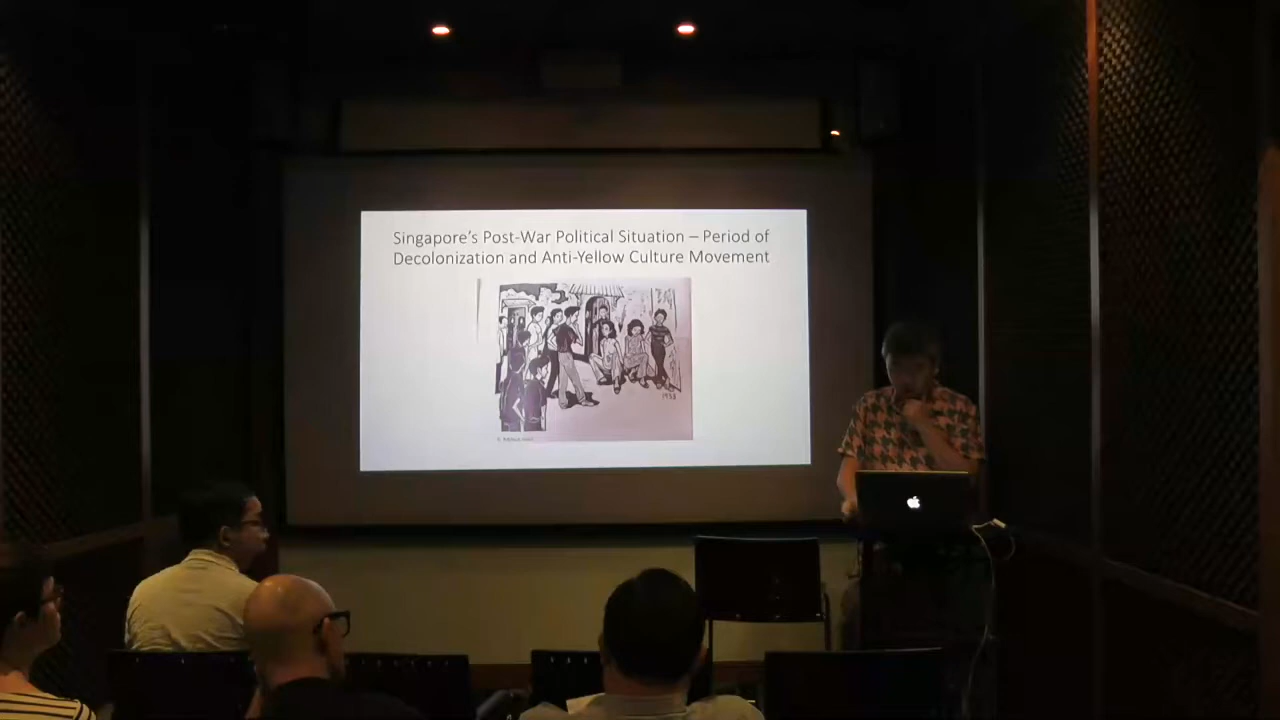 Singapore's Post-War Political Situation – Period of
Decolonization and Anti-Yellow Culture Movement
1958